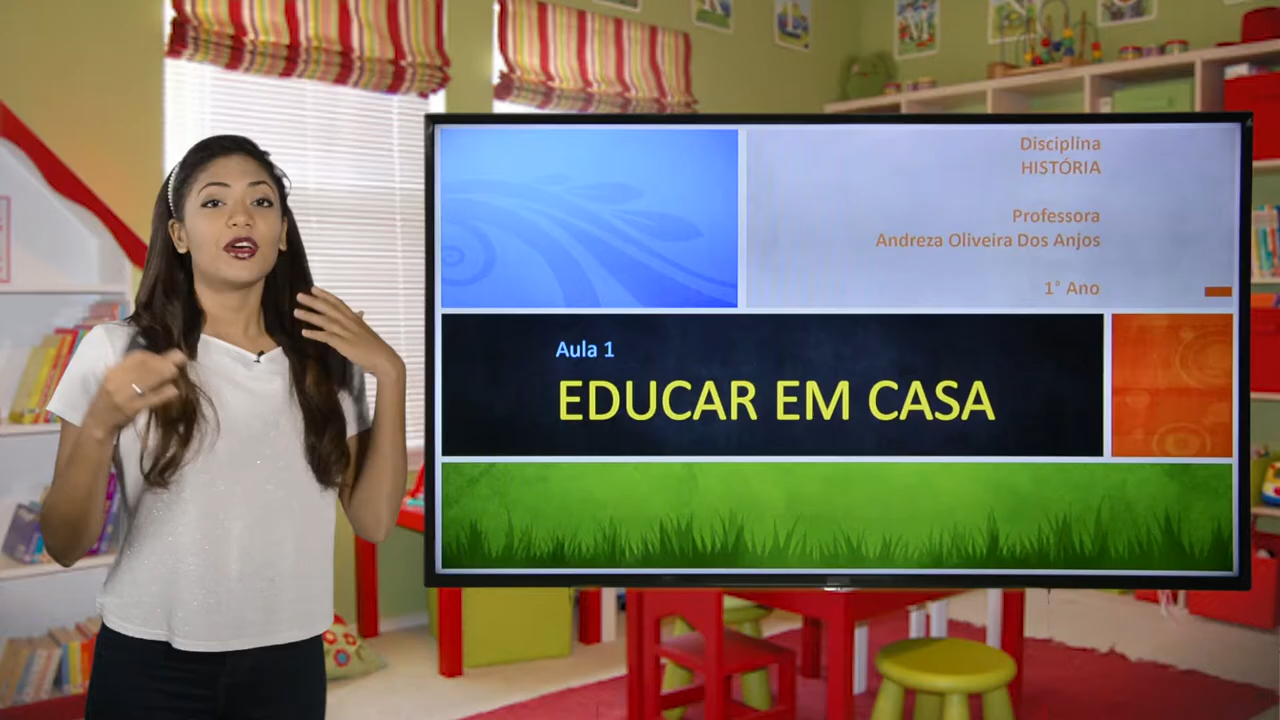 Disciplina
HISTÓRIA
Professora
Andreza Oliveira Dos Anjos
1° Ano
Aula 1
EDUCAR EM CASA